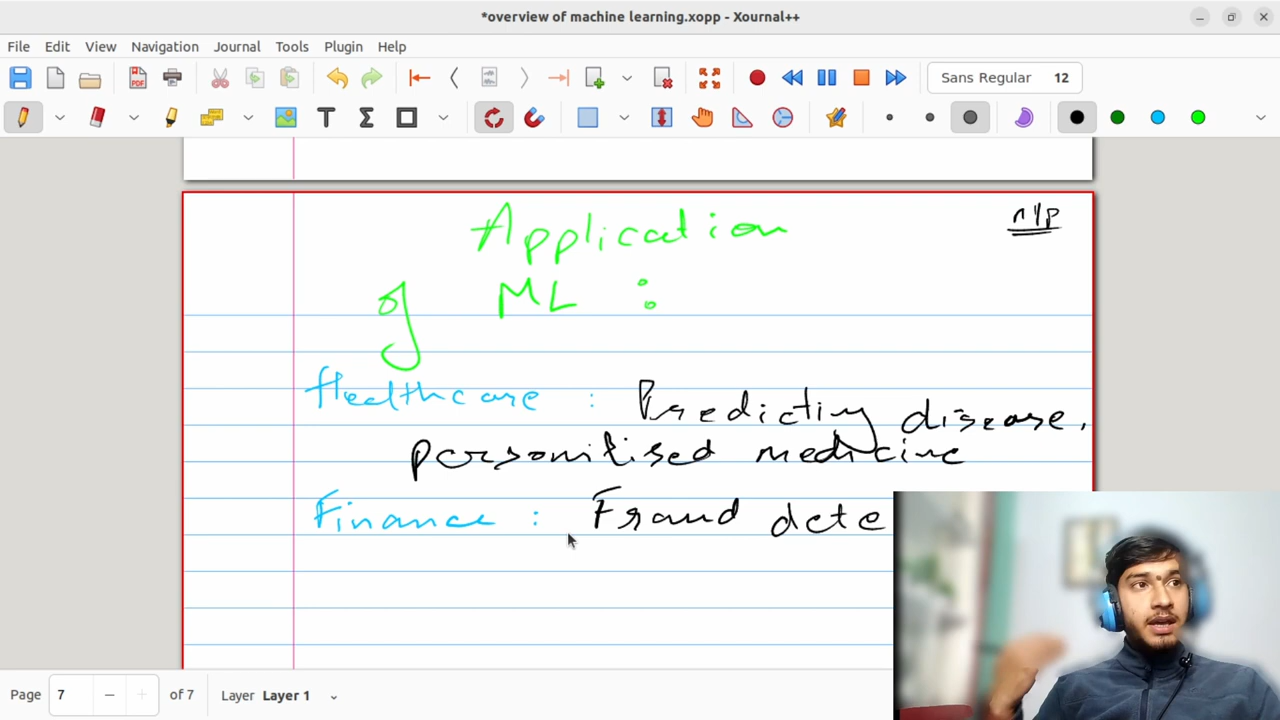 *overview of machine learning.xopp - Xournal++
File Edit View Navigation Journal Tools Plugin Help
Sans Regular 12
Application
n/p
of ML :
Healthcare : Predicting disease,
personilised medicine
Finance : Fraud dete
Page 7 of 7 Layer Layer 1